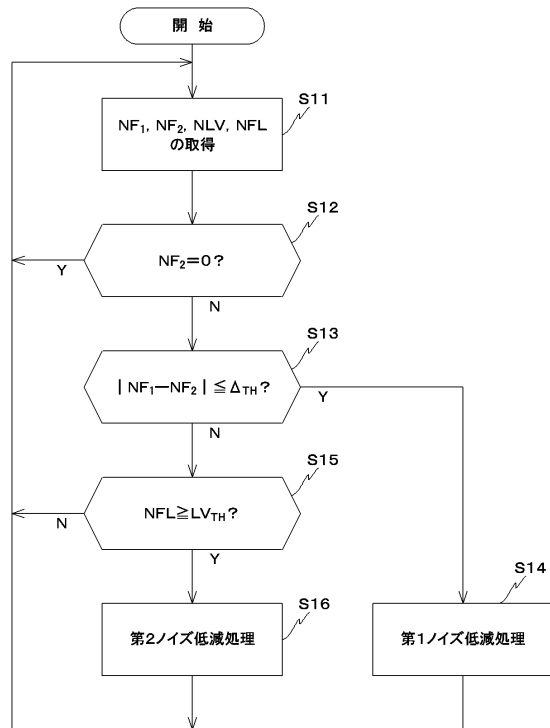 開 始
S11
NF₁, NF₂, NLV, NFL
の取得
S12
NF₂=0?
Y
N
S13
|NF₁−NF₂|≦Δ_TH?
Y
N
S15
NFL≧LV_TH?
N
Y
S14
S16
第2ノイズ低減処理
第1ノイズ低減処理